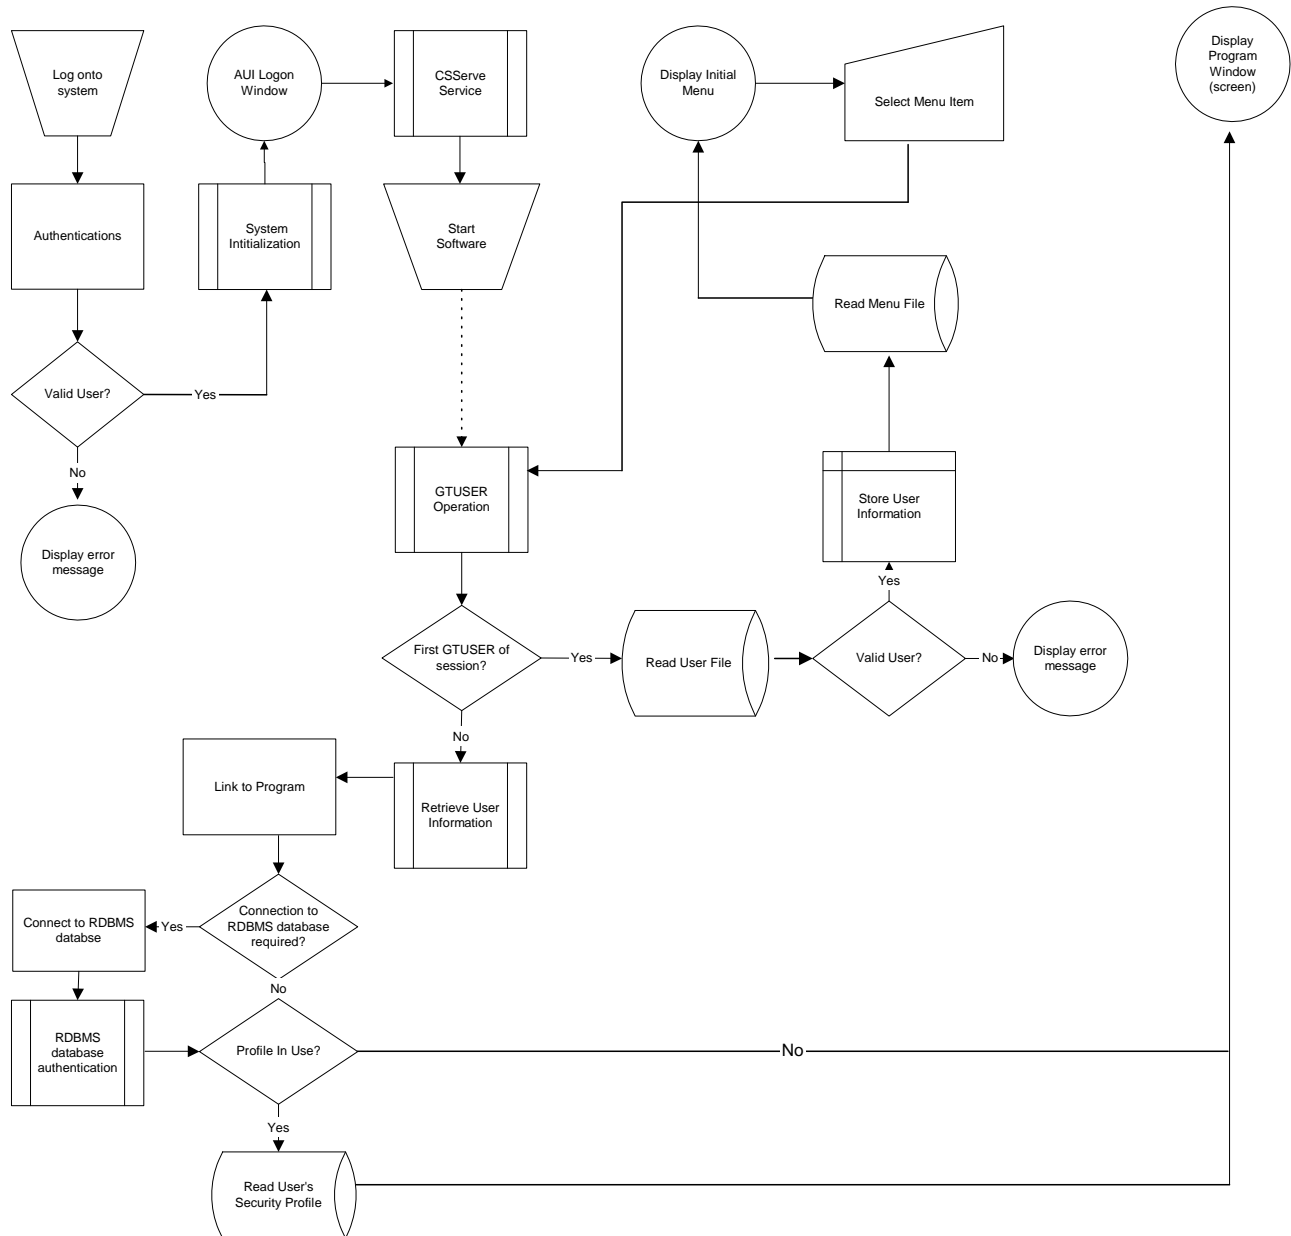 Log onto
system
AUI Logon
Window
CSServe
Service
Display Initial
Menu
Select Menu Item
Display
Program
Window
(screen)
Authentications
System
Intitialization
Start
Software
Read Menu File
Valid User?
Yes
No
Display error
message
GTUSER
Operation
Store User
Information
Yes
First GTUSER of
session?
Yes
Read User File
Valid User?
No
Display error
message
No
Link to Program
Retrieve User
Information
Connect to RDBMS
databse
Yes
Connection to
RDBMS database
required?
No
RDBMS
database
authentication
Profile In Use?
No
Yes
Read User's
Security Profile